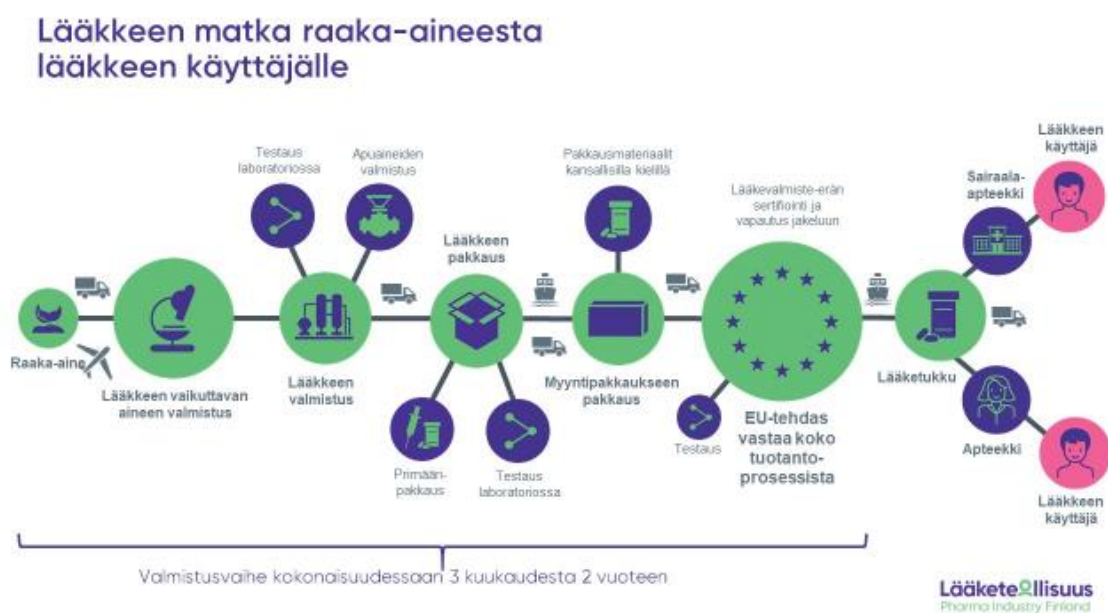 Lääkkeen matka raaka-aineesta
lääkkeen käyttäjälle
Testaus
laboratoriossa
Apuaineiden
valmistus
Lääkkeen
pakkaus
Pakkausmateriaalit
kansallisilla kielillä
Lääkevalmiste-erän
sertifiointi ja
vapautus jakeluun
Sairaala-
apteekki
Lääkkeen
käyttäjä
Raaka-aine
Lääkkeen vaikuttavan
aineen valmistus
Lääkkeen
valmistus
Primääri-
pakkaus
Testaus
laboratoriossa
Myyntipakkaukseen
pakkaus
Testaus
EU-tehdas
vastaa koko
tuotanto-
prosessista
Lääketukku
Apteekki
Lääkkeen
käyttäjä
Valmistusvaihe kokonaisuudessaan 3 kuukaudesta 2 vuoteen
Lääketeollisuus
Pharma Industry Finland